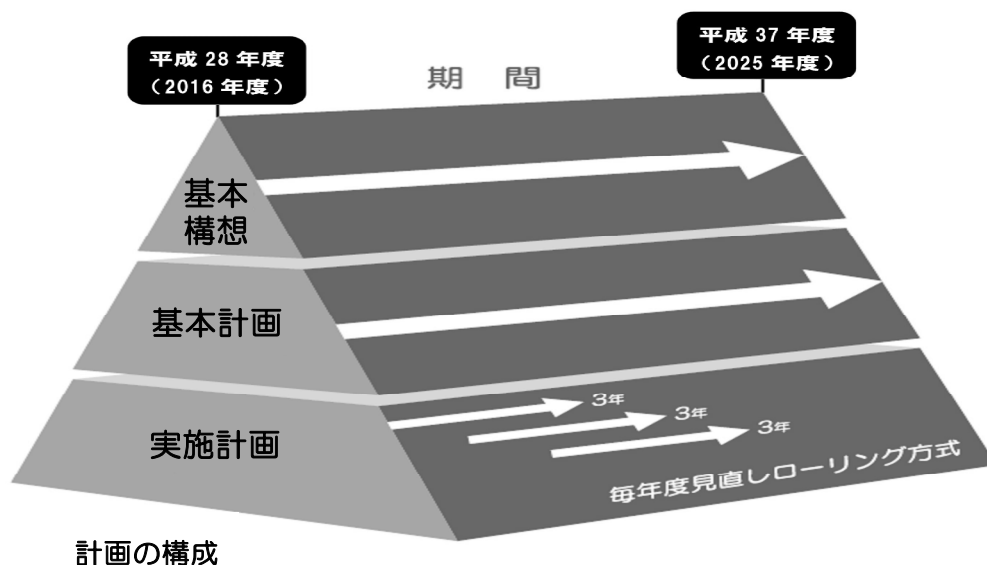 平成 28 年度
（2016 年度）
期 間
平成 37 年度
（2025 年度）
基本
構想
基本計画
実施計画
3年
3年
3年
毎年度見直しローリング方式
計画の構成